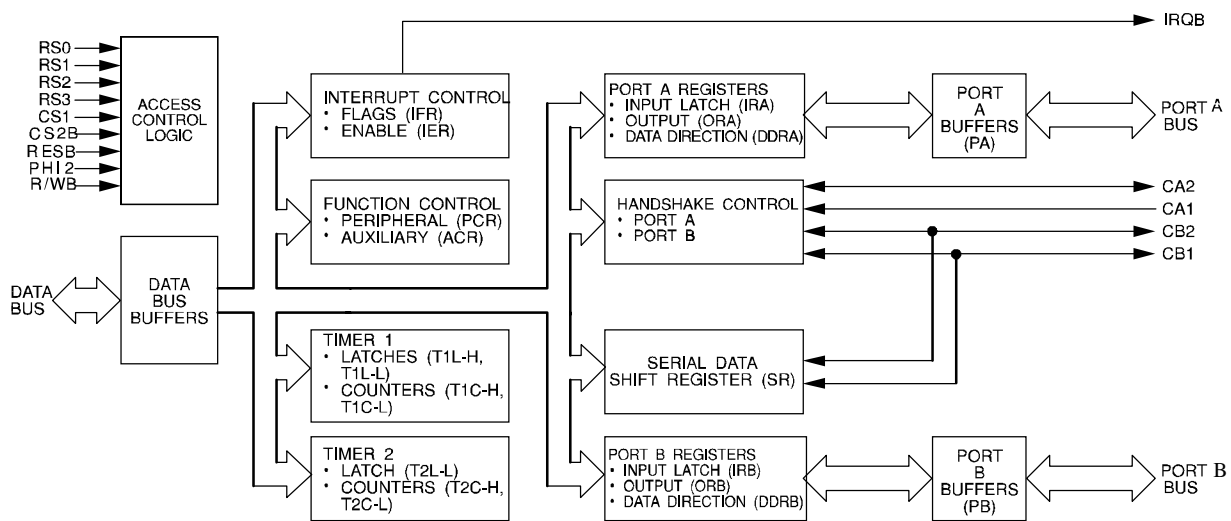 RS0
RS1
RS2
RS3
CS1
CS2B
RESB
PHI2
R/WB
ACCESS
CONTROL
LOGIC
DATA
BUS
DATA
BUS
BUFFERS
INTERRUPT CONTROL
• FLAGS (IFR)
• ENABLE (IER)
FUNCTION CONTROL
• PERIPHERAL (PCR)
• AUXILIARY (ACR)
TIMER 1
• LATCHES (T1L-H,
T1L-L)
• COUNTERS (T1C-H,
T1C-L)
TIMER 2
• LATCH (T2L-L)
• COUNTERS (T2C-H,
T2C-L)
IRQB
PORT A REGISTERS
• INPUT LATCH (IRA)
• OUTPUT (ORA)
• DATA DIRECTION (DDRA)
PORT
A
BUFFERS
(PA)
PORT A
BUS
HANDSHAKE CONTROL
• PORT A
• PORT B
CA2
CA1
CB2
CB1
SERIAL DATA
SHIFT REGISTER (SR)
PORT B REGISTERS
• INPUT LATCH (IRB)
• OUTPUT (ORB)
• DATA DIRECTION (DDRB)
PORT
B
BUFFERS
(PB)
PORT B
BUS